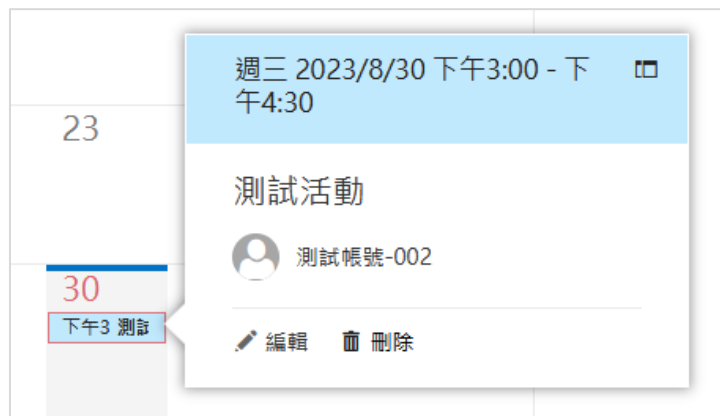 週三 2023/8/30 下午3:00 - 下
午4:30
23
測試活動
測試帳號-002
30
下午3 測試
編輯 刪除